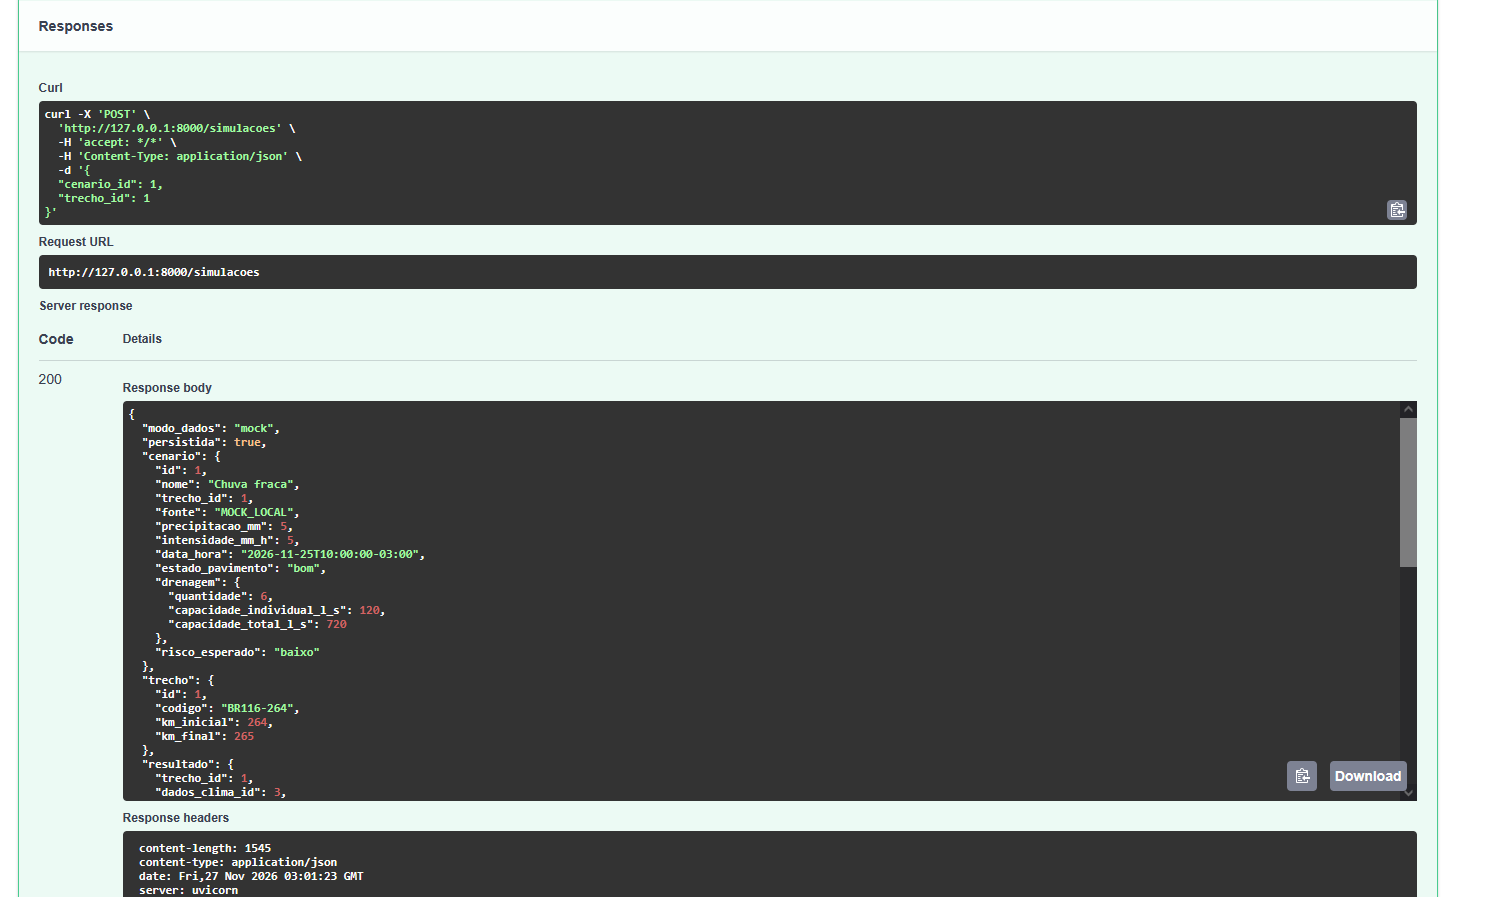 Responses
Curl
curl -X 'POST' \
  'http://127.0.0.1:8000/simulacoes' \
  -H 'accept: */*' \
  -H 'Content-Type: application/json' \
  -d '{
  "cenario_id": 1,
  "trecho_id": 1
}'
Request URL
http://127.0.0.1:8000/simulacoes
Server response
Code Details
200
Response body
{
  "modo_dados": "mock",
  "persistida": true,
  "cenario": {
    "id": 1,
    "nome": "Chuva fraca",
    "trecho_id": 1,
    "fonte": "MOCK_LOCAL",
    "precipitacao_mm": 5,
    "intensidade_mm_h": 5,
    "data_hora": "2026-11-25T10:00:00-03:00",
    "estado_pavimento": "bom",
    "drenagem": {
      "quantidade": 6,
      "capacidade_individual_l_s": 120,
      "capacidade_total_l_s": 720
    },
    "risco_esperado": "baixo"
  },
  "trecho": {
    "id": 1,
    "codigo": "BR116-264",
    "km_inicial": 264,
    "km_final": 265
  },
  "resultado": {
    "trecho_id": 1,
    "dados_clima_id": 3,
Download
Response headers
content-length: 1545
content-type: application/json
date: Fri,27 Nov 2026 03:01:23 GMT
server: uvicorn